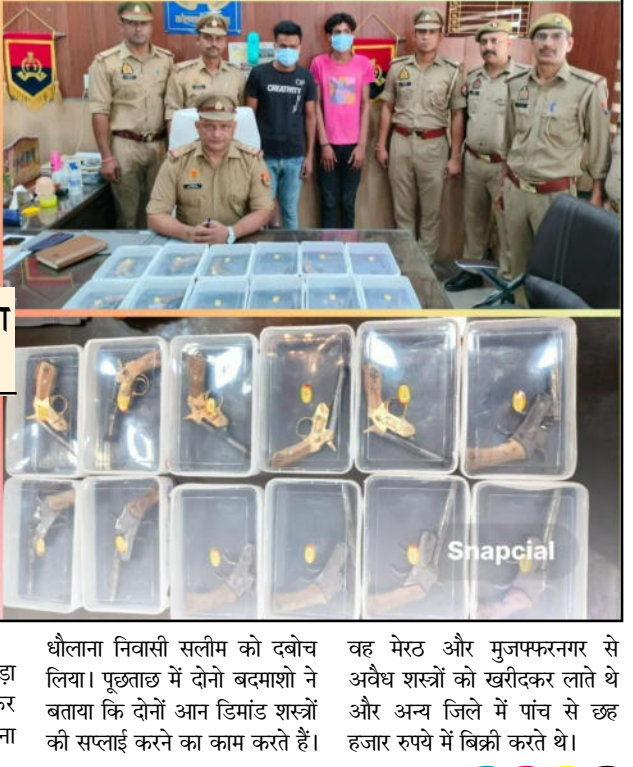 CREATIVITY
Snapcial
धौलाना निवासी सलीम को दबोच
लिया। पूछताछ में दोनो बदमाशो ने
बताया कि दोनों आन डिमांड शस्त्रों
की सप्लाई करने का काम करते हैं।
वह मेरठ और मुजफ्फरनगर से
अवैध शस्त्रों को खरीदकर लाते थे
और अन्य जिले में पांच से छह
हजार रुपये में बिक्री करते थे।